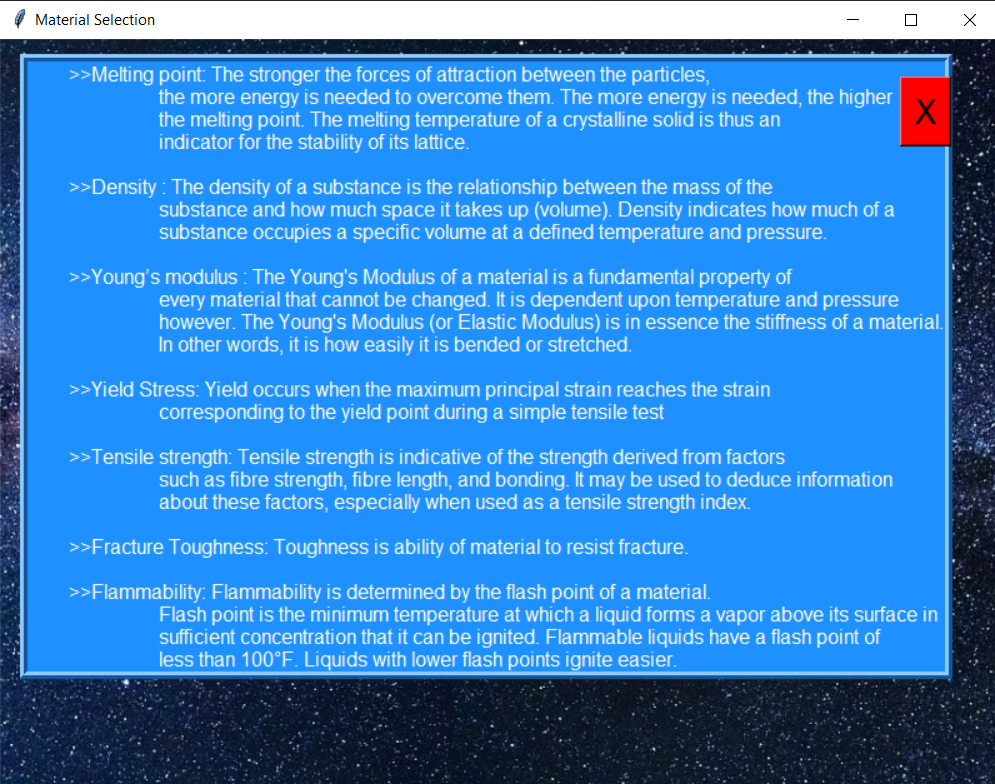 Material Selection
>>Melting point: The stronger the forces of attraction between the particles,
the more energy is needed to overcome them. The more energy is needed, the higher
the melting point. The melting temperature of a crystalline solid is thus an
indicator for the stability of its lattice.
X
>>Density : The density of a substance is the relationship between the mass of the
substance and how much space it takes up (volume). Density indicates how much of a
substance occupies a specific volume at a defined temperature and pressure.
>>Young’s modulus : The Young's Modulus of a material is a fundamental property of
every material that cannot be changed. It is dependent upon temperature and pressure
however. The Young's Modulus (or Elastic Modulus) is in essence the stiffness of a material.
In other words, it is how easily it is bended or stretched.
>>Yield Stress: Yield occurs when the maximum principal strain reaches the strain
corresponding to the yield point during a simple tensile test
>>Tensile strength: Tensile strength is indicative of the strength derived from factors
such as fibre strength, fibre length, and bonding. It may be used to deduce information
about these factors, especially when used as a tensile strength index.
>>Fracture Toughness: Toughness is ability of material to resist fracture.
>>Flammability: Flammability is determined by the flash point of a material.
Flash point is the minimum temperature at which a liquid forms a vapor above its surface in
sufficient concentration that it can be ignited. Flammable liquids have a flash point of
less than 100°F. Liquids with lower flash points ignite easier.